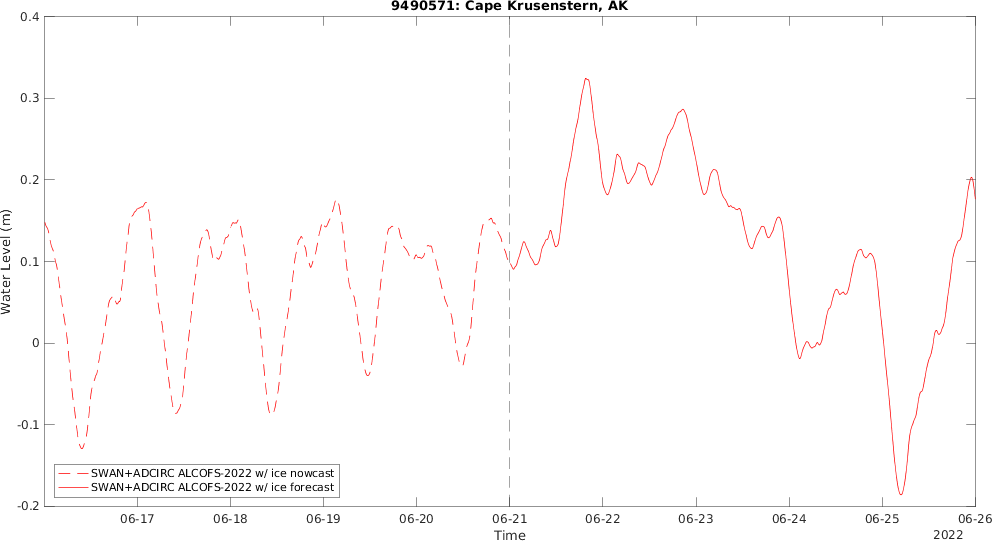 9490571: Cape Krusenstern, AK
Water Level (m)
0.4
0.3
0.2
0.1
0
-0.1
-0.2
SWAN+ADCIRC ALCOFS-2022 w/ ice nowcast
SWAN+ADCIRC ALCOFS-2022 w/ ice forecast
06-17 06-18 06-19 06-20 06-21 06-22 06-23 06-24 06-25 06-26
Time
2022